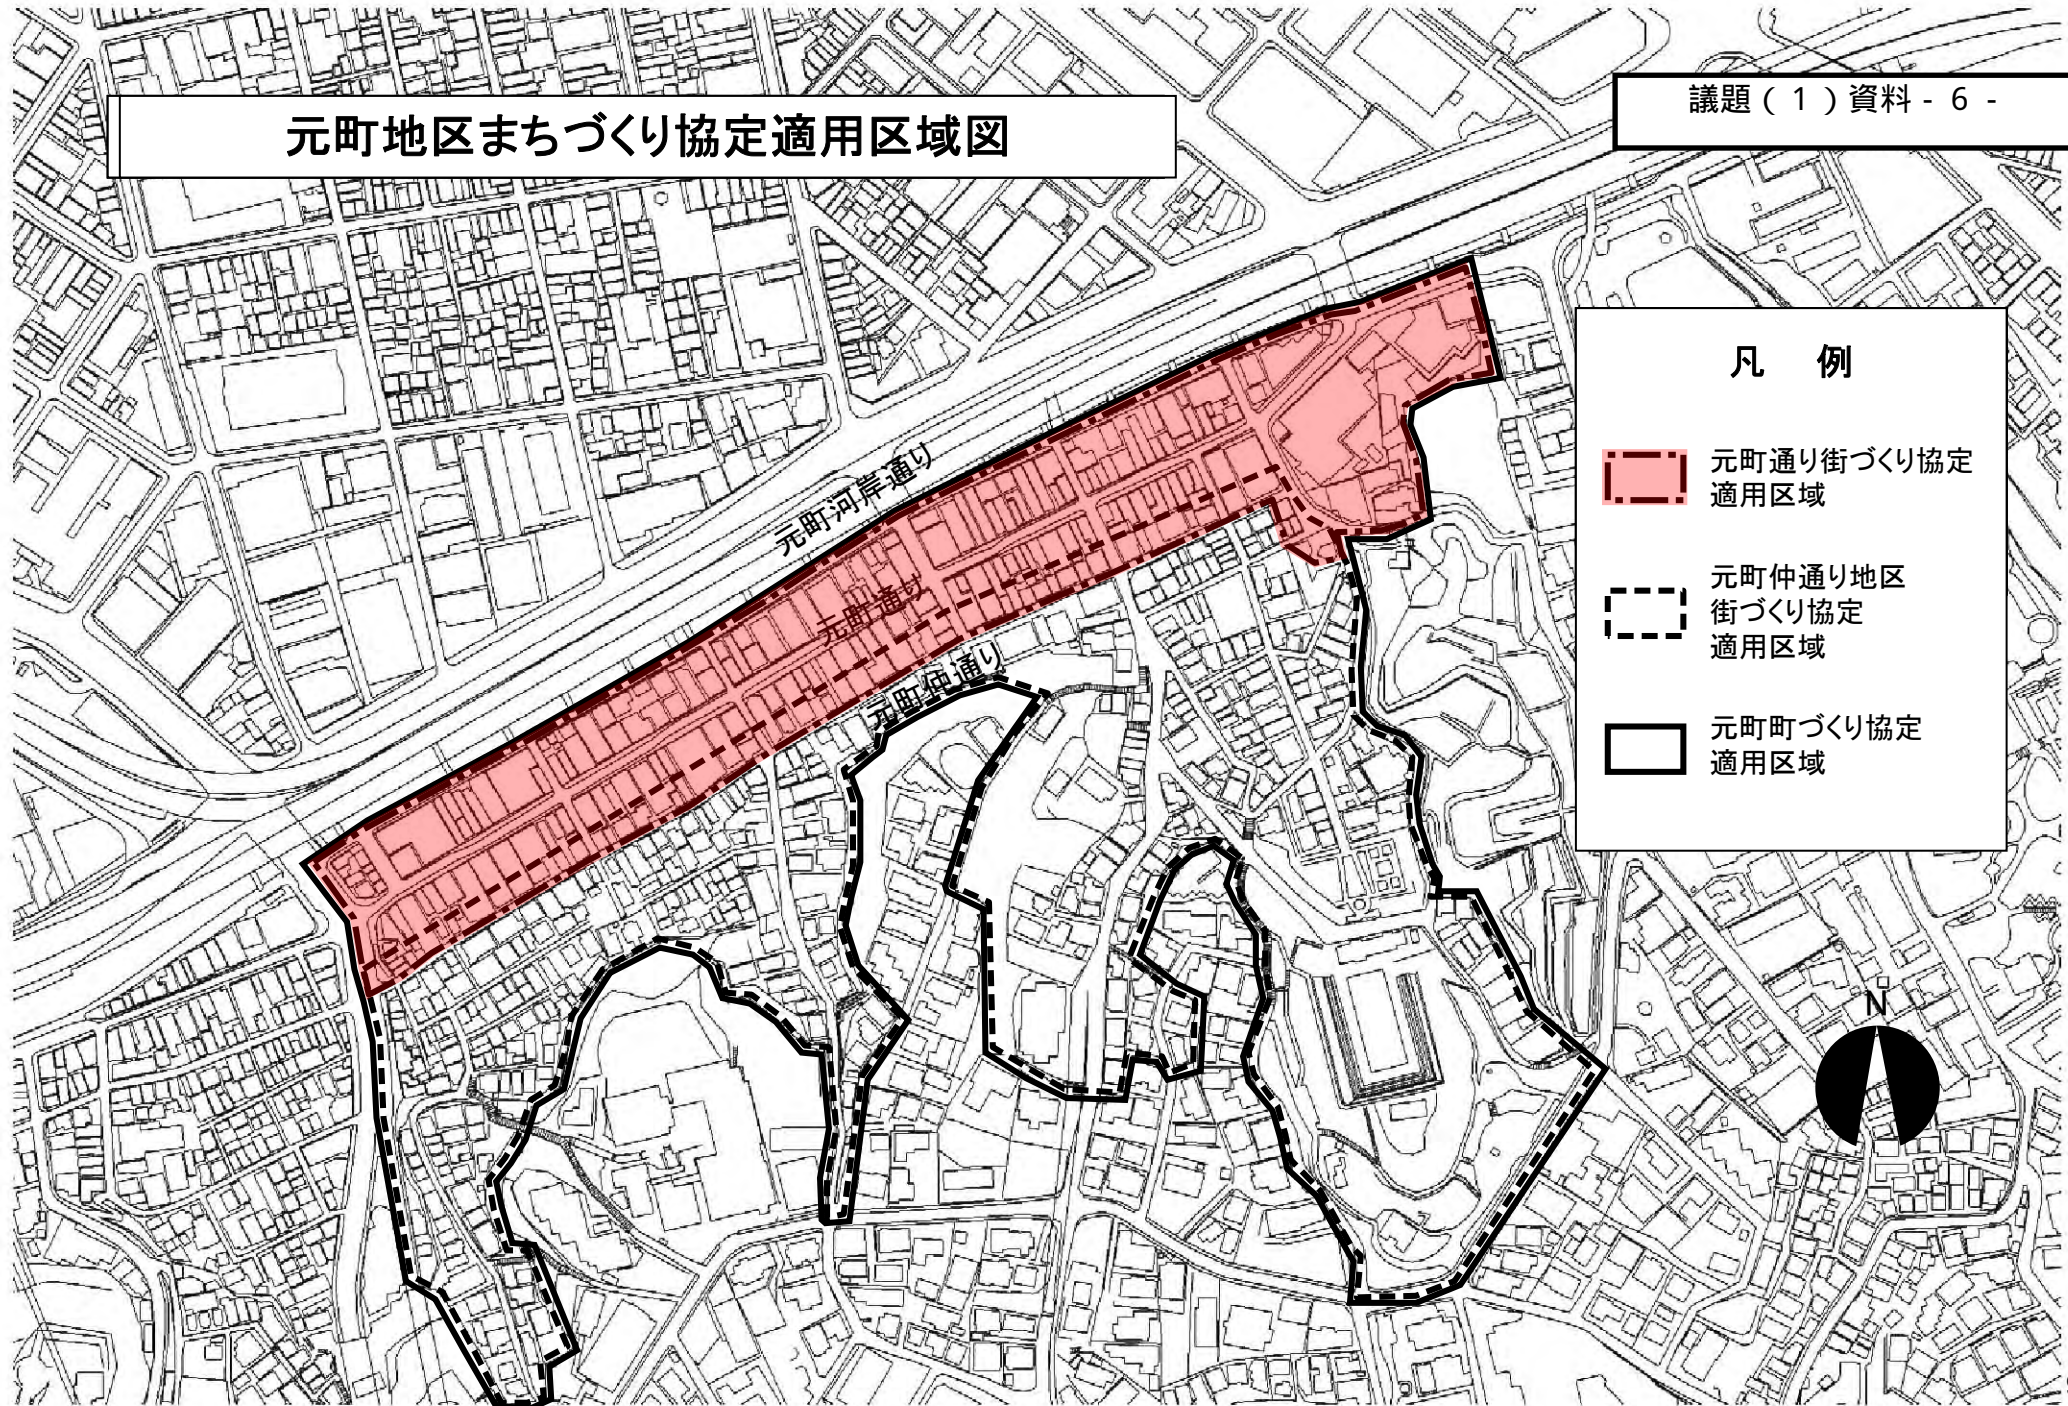 議題（１）資料 - 6 -
元町地区まちづくり協定適用区域図
凡 例
元町通り街づくり協定
適用区域
元町仲通り地区
街づくり協定
適用区域
元町町づくり協定
適用区域
元町河岸通り
元町通り
元町仲通り
N